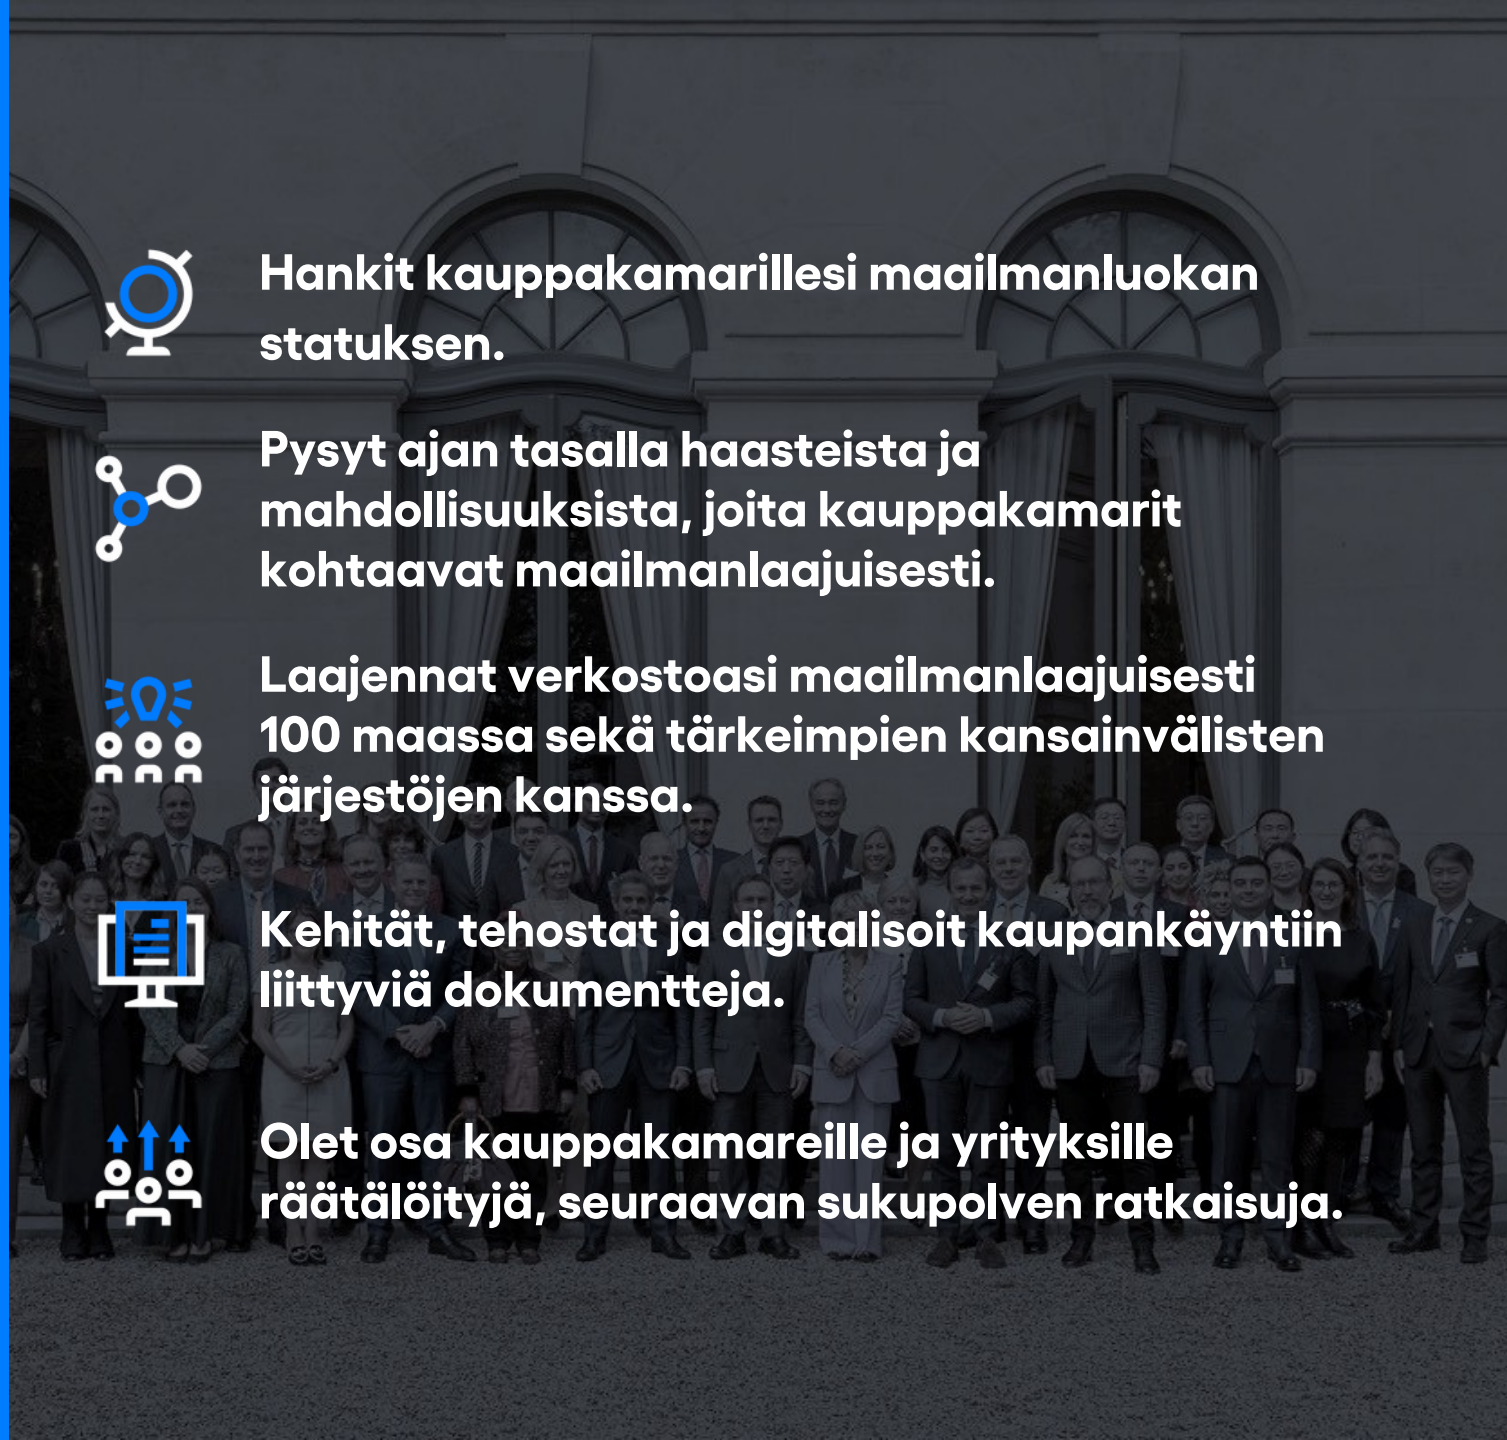 Hankit kauppakamarillesi maailmanluokan
statuksen.
Pysyt ajan tasalla haasteista ja
mahdollisuuksista, joita kauppakamarit
kohtaavat maailmanlaajuisesti.
Laajennat verkostoasi maailmanlaajuisesti
100 maassa sekä tärkeimpien kansainvälisten
järjestöjen kanssa.
Kehität, tehostat ja digitalisoit kaupankäyntiin
liittyviä dokumentteja.
Olet osa kauppakamareille ja yrityksille
räätälöityjä, seuraavan sukupolven ratkaisuja.